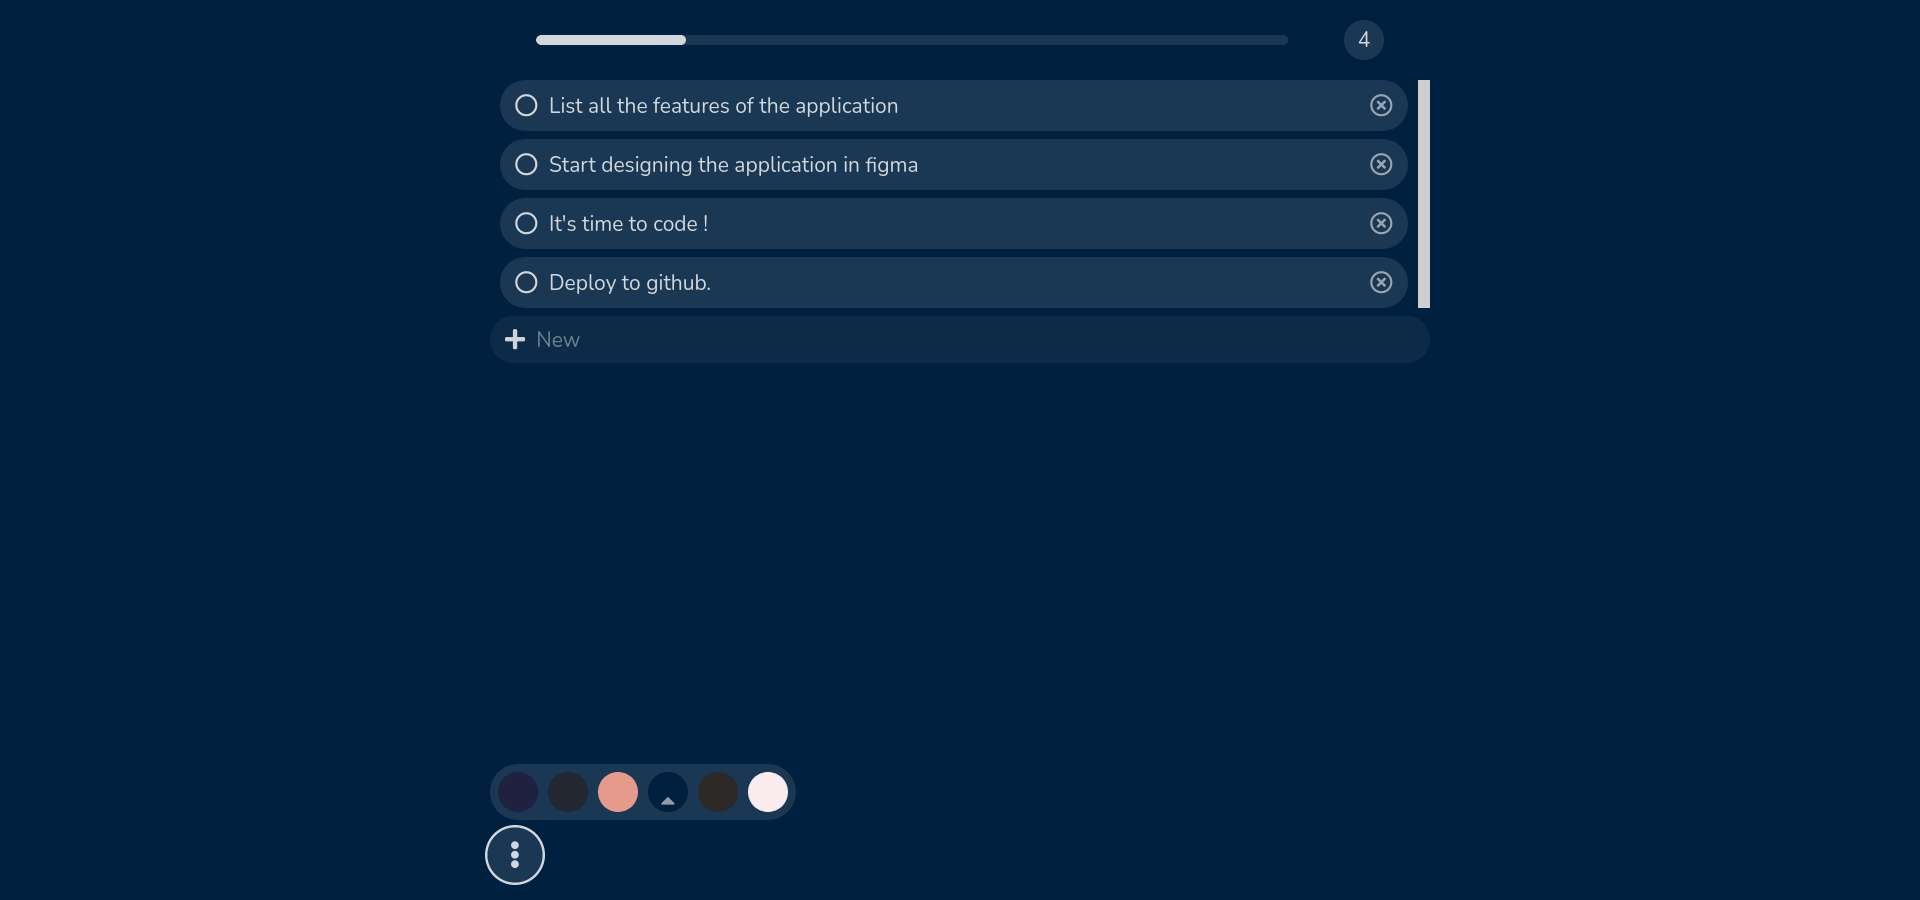 4
List all the features of the application
Start designing the application in figma
It's time to code !
Deploy to github.
New